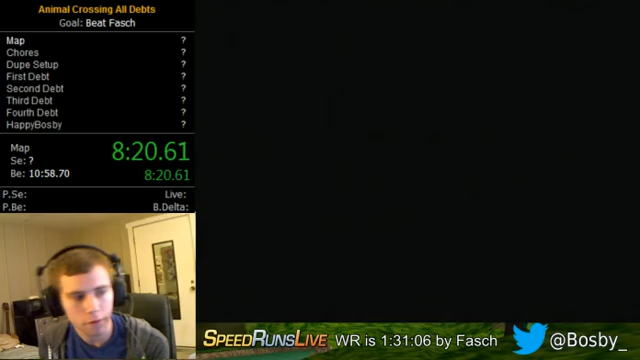 Animal Crossing All Debts
Goal: Beat Fasch
Map ?
Chores ?
Dupe Setup ?
First Debt ?
Second Debt ?
Third Debt ?
Fourth Debt ?
HappyBosby ?
Map 8:20.61
Se: ?
Be: 10:58.70 8:20.61
P.Se: Live:
P.Be: B.Delta:
SPEEDRUNSLIVE WR is 1:31:06 by Fasch @Bosby_